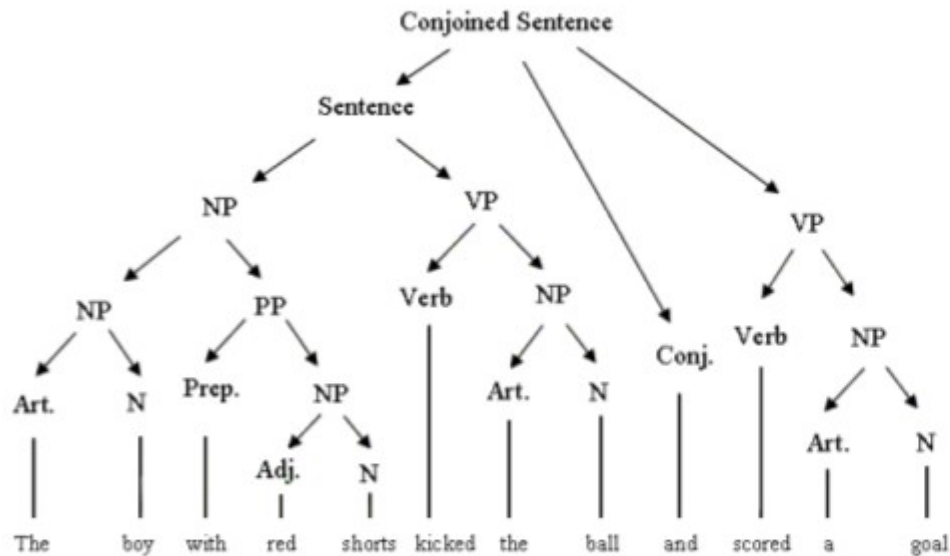 Conjoined Sentence
Sentence
NP VP VP
NP PP Verb NP Conj. Verb NP
Art. N Prep. NP Art. N Art. N
Adj. N
The boy with red shorts kicked the ball and scored a goal